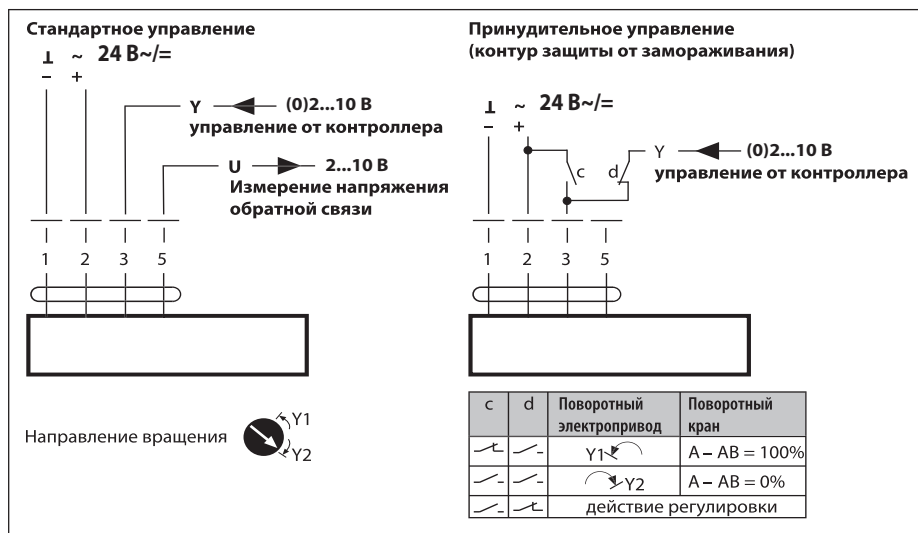 Стандартное управление
⊥ ~ 24 В~/=
− +
Y (0)2...10 В
управление от контроллера
U 2...10 В
Измерение напряжения
обратной связи
1 2 3 5
Направление вращения
Y1
Y2
Принудительное управление
(контур защиты от замораживания)
⊥ ~ 24 В~/=
− +
c d Y (0)2...10 В
управление от контроллера
1 2 3 5
c d Поворотный электропривод Поворотный кран
Y1 A – AB = 100%
Y2 A – AB = 0%
действие регулировки